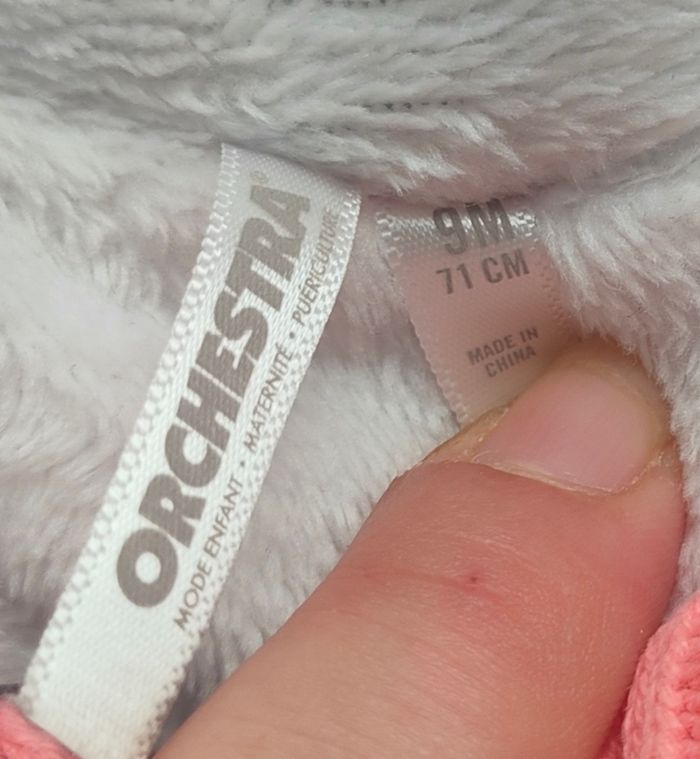 ORCHESTRA®
MODE ENFANT • MATERNITÉ • PUÉRICULTURE
9M
71 CM
MADE IN
CHINA